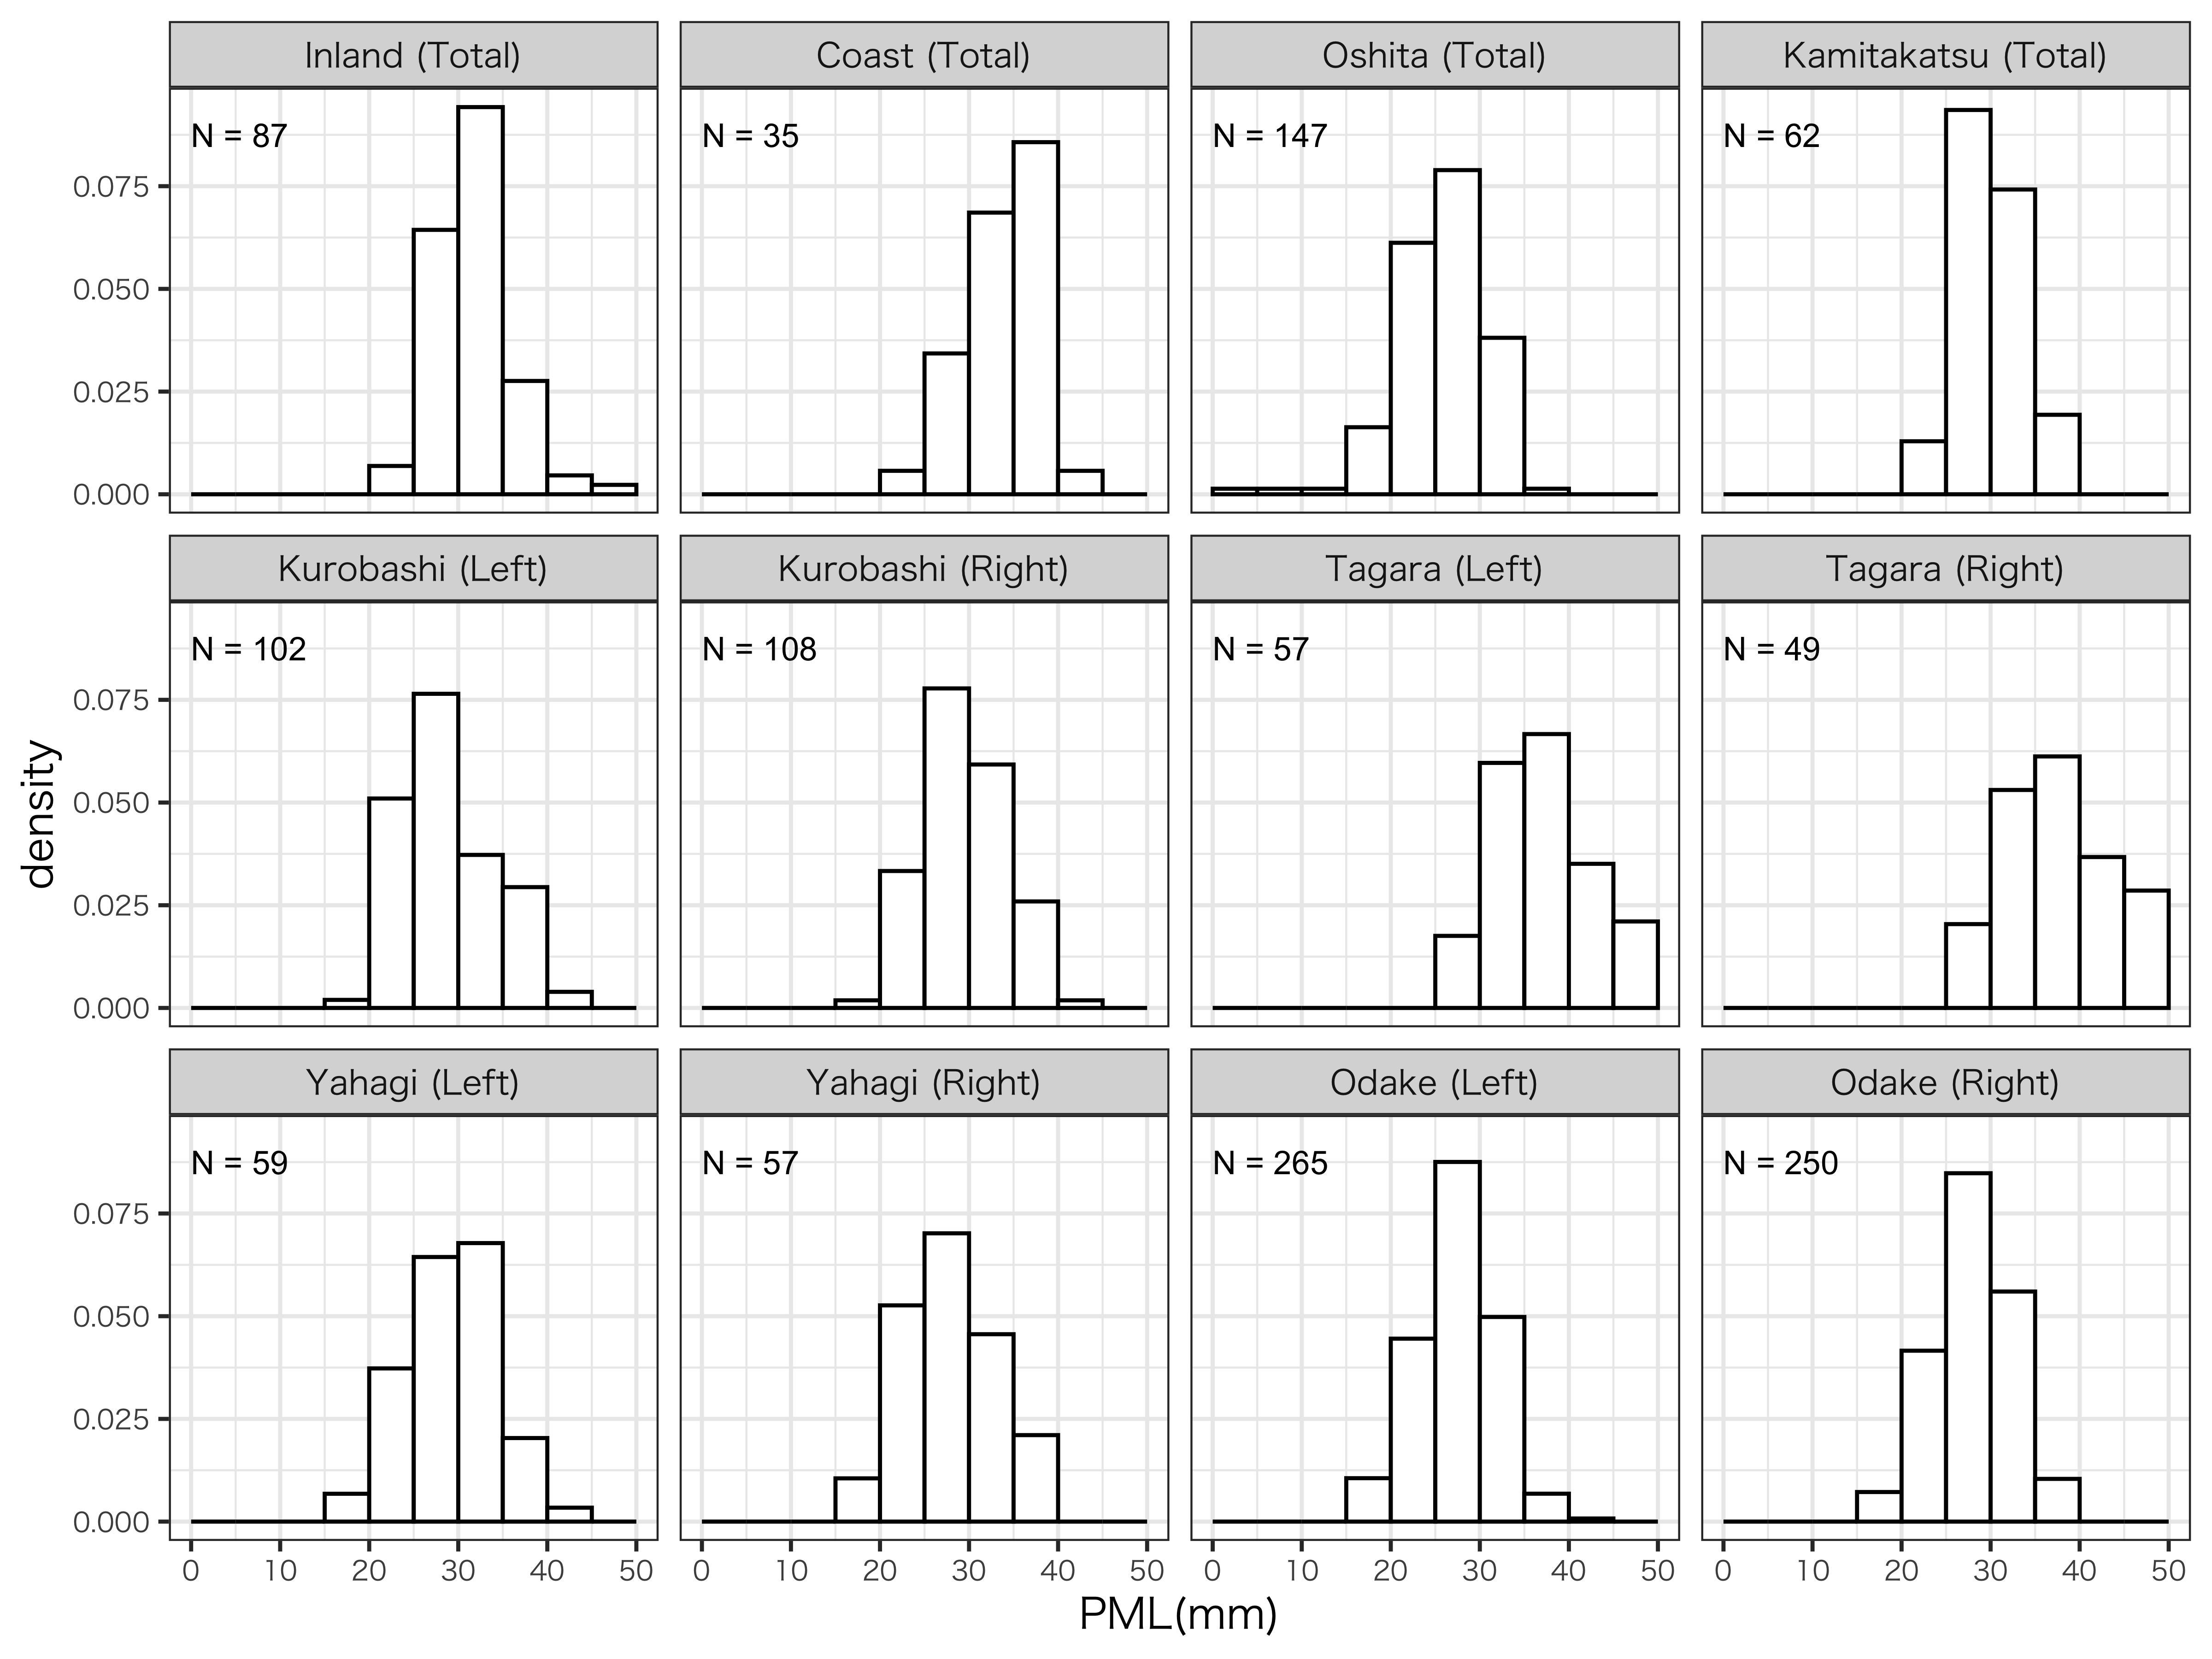 Inland (Total)
Coast (Total)
Oshita (Total)
Kamitakatsu (Total)
N = 87
N = 35
N = 147
N = 62
0.075
0.050
0.025
0.000
Kurobashi (Left)
Kurobashi (Right)
Tagara (Left)
Tagara (Right)
N = 102
N = 108
N = 57
N = 49
0.075
0.050
0.025
0.000
density
Yahagi (Left)
Yahagi (Right)
Odake (Left)
Odake (Right)
N = 59
N = 57
N = 265
N = 250
0.075
0.050
0.025
0.000
0 10 20 30 40 50
0 10 20 30 40 50
0 10 20 30 40 50
0 10 20 30 40 50
PML(mm)